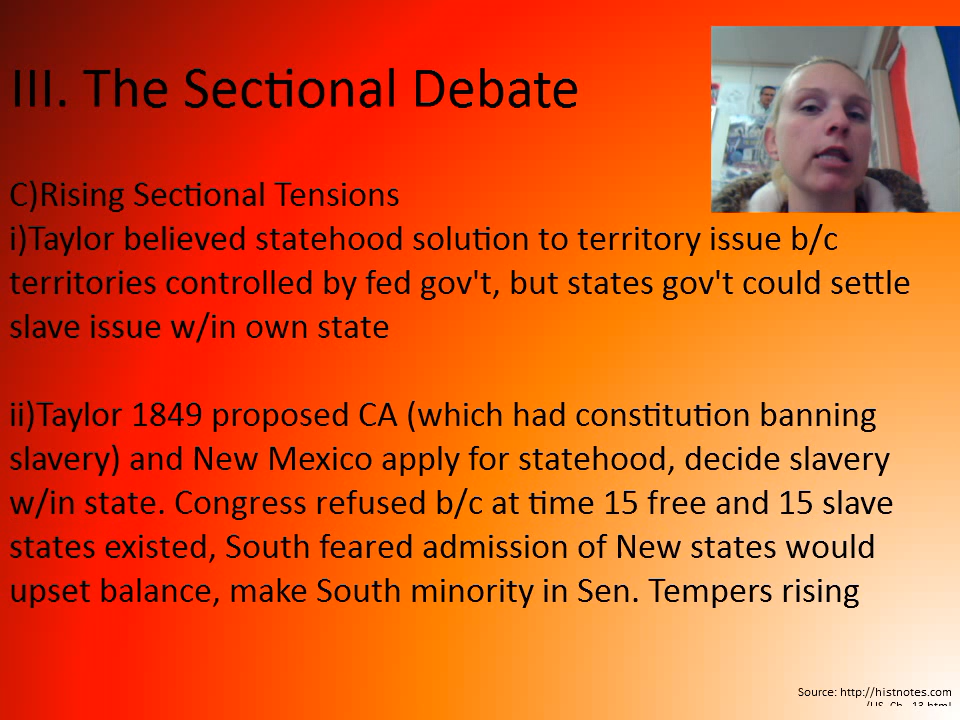 III. The Sectional Debate
C)Rising Sectional Tensions
i)Taylor believed statehood solution to territory issue b/c
territories controlled by fed gov't, but states gov't could settle
slave issue w/in own state
ii)Taylor 1849 proposed CA (which had constitution banning
slavery) and New Mexico apply for statehood, decide slavery
w/in state. Congress refused b/c at time 15 free and 15 slave
states existed, South feared admission of New states would
upset balance, make South minority in Sen. Tempers rising
Source: http://histnotes.com
/US_Ch._13.html